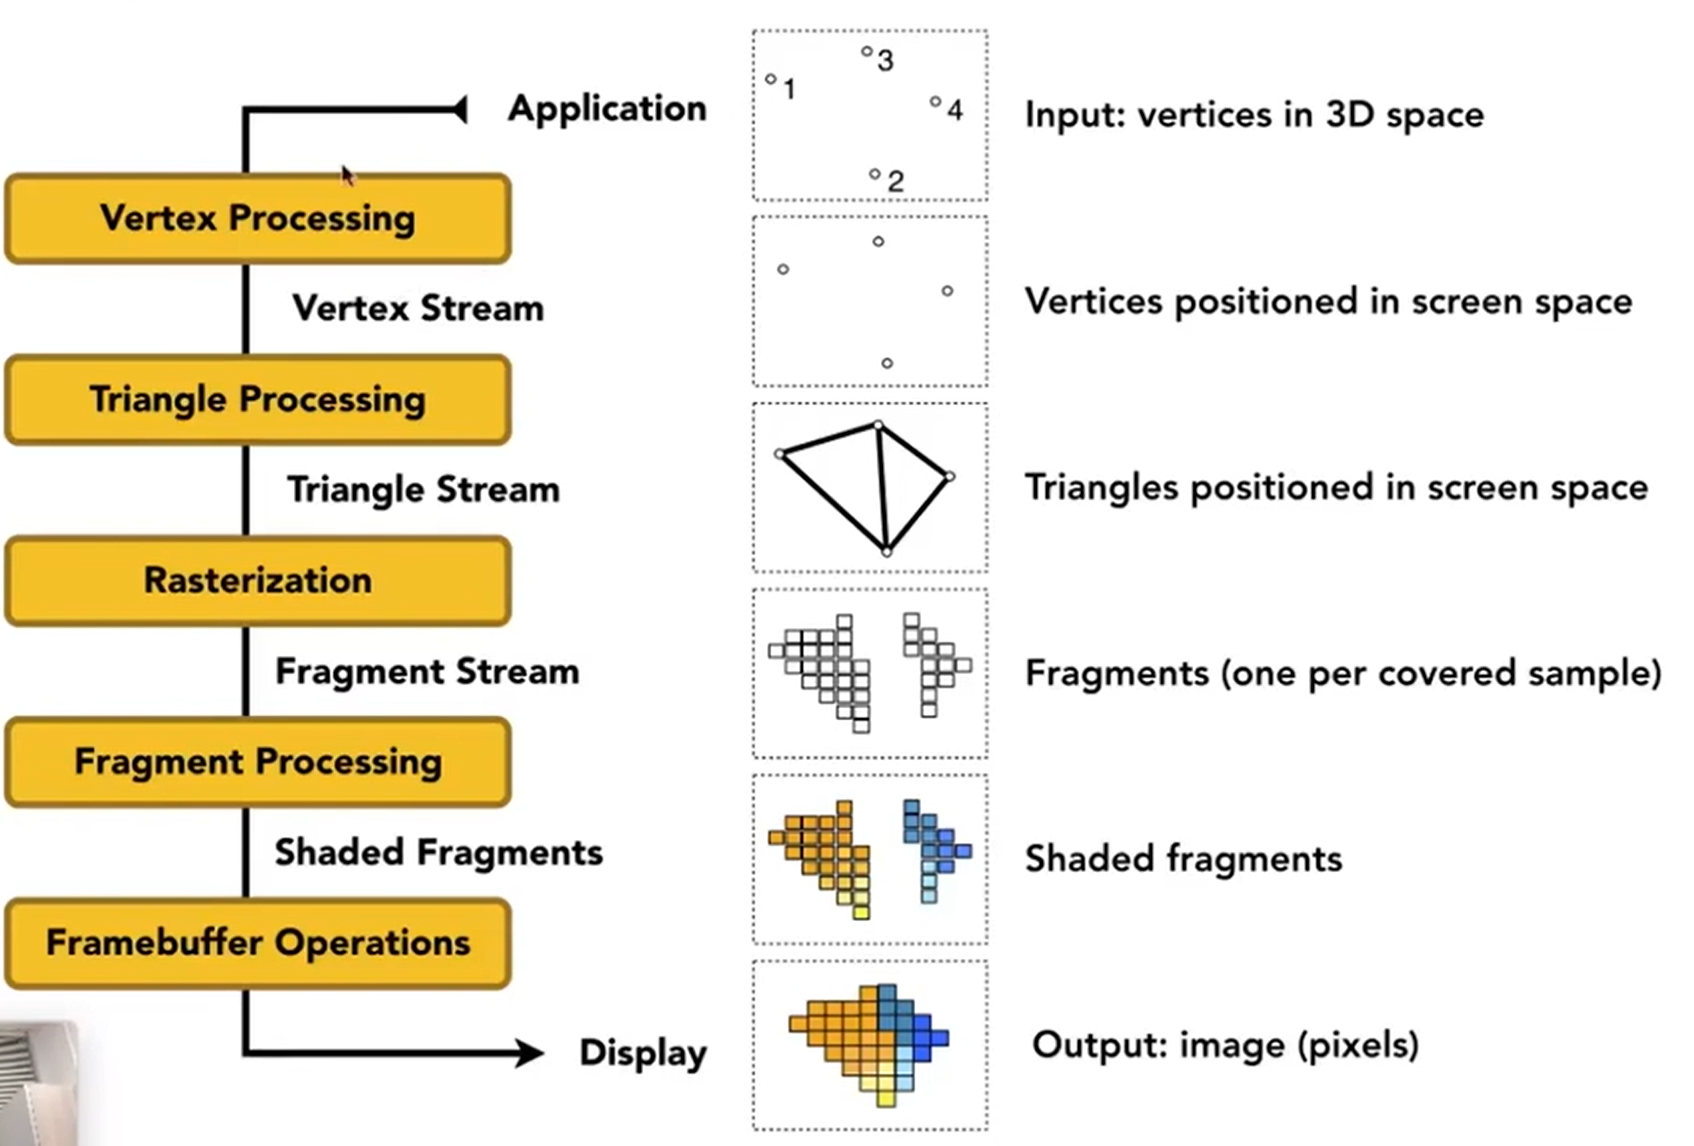 Application
3
1
4
2
Input: vertices in 3D space
Vertex Processing
Vertex Stream
Vertices positioned in screen space
Triangle Processing
Triangle Stream
Triangles positioned in screen space
Rasterization
Fragment Stream
Fragments (one per covered sample)
Fragment Processing
Shaded Fragments
Shaded fragments
Framebuffer Operations
Display
Output: image (pixels)